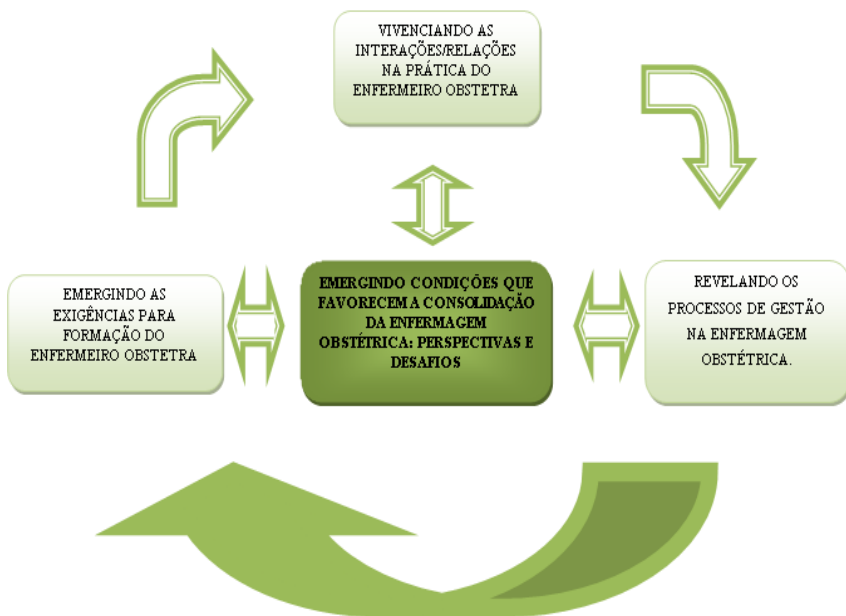 VIVENCIANDO AS
INTERAÇÕES/RELAÇÕES
NA PRÁTICA DO
ENFERMEIRO OBSTETRA
EMERGINDO AS
EXIGÊNCIAS PARA
FORMAÇÃO DO
ENFERMEIRO OBSTETRA
EMERGINDO CONDIÇÕES QUE
FAVORECEM A CONSOLIDAÇÃO
DA ENFERMAGEM
OBSTÉTRICA: PERSPECTIVAS E
DESAFIOS
REVELANDO OS
PROCESSOS DE GESTÃO
NA ENFERMAGEM
OBSTÉTRICA.